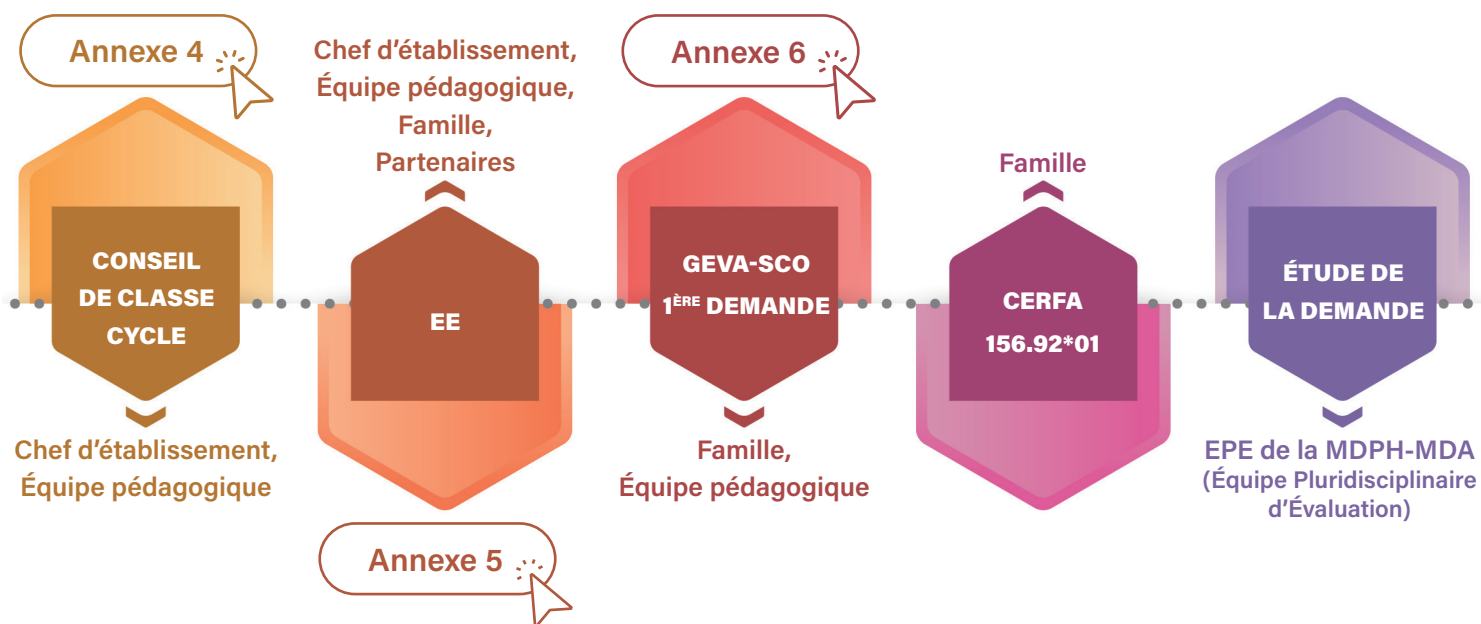 Annexe 4
CONSEIL
DE CLASSE
CYCLE
Chef d'établissement,
Équipe pédagogique
Chef d'établissement,
Équipe pédagogique,
Famille,
Partenaires
EE
Annexe 5
Annexe 6
GEVA-SCO
1ÈRE DEMANDE
Famille,
Équipe pédagogique
Famille
CERFA
156.92*01
ÉTUDE DE
LA DEMANDE
EPE de la MDPH-MDA
(Équipe Pluridisciplinaire
d'Évaluation)